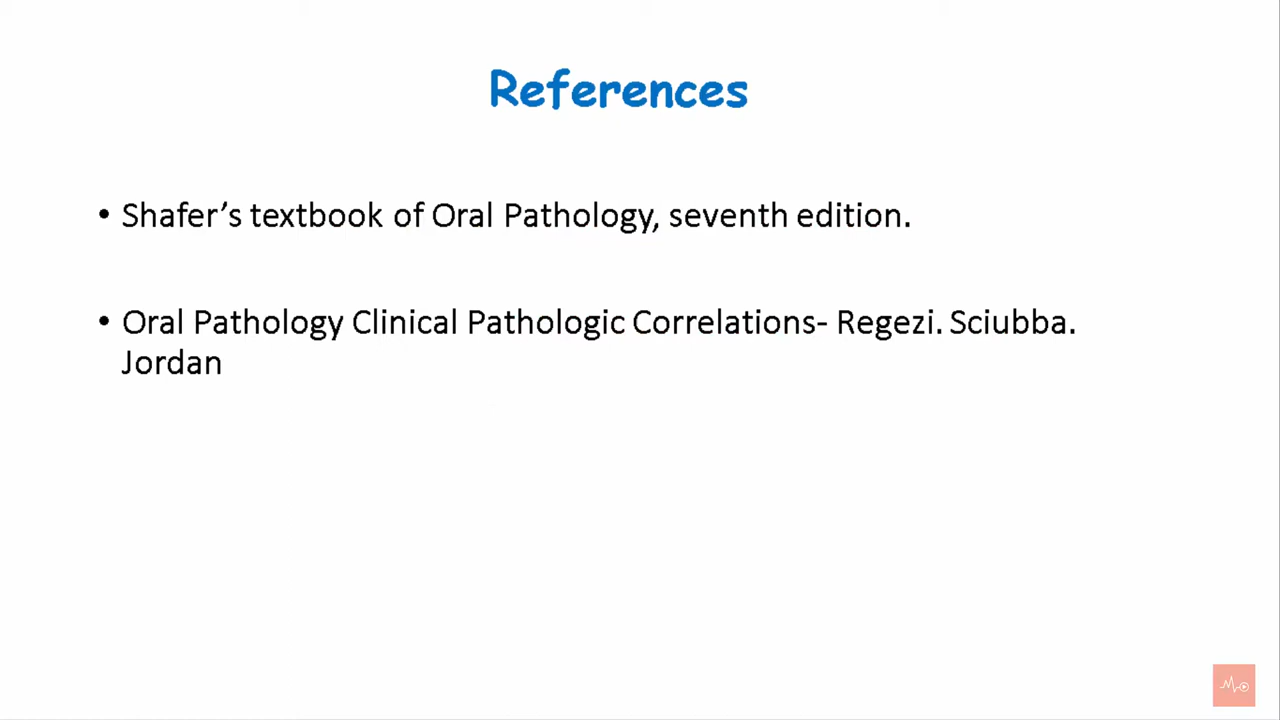 References
• Shafer’s textbook of Oral Pathology, seventh edition.
• Oral Pathology Clinical Pathologic Correlations- Regezi. Sciubba.
Jordan